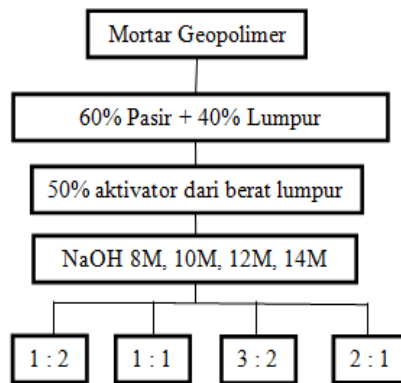 Mortar Geopolimer
60% Pasir + 40% Lumpur
50% aktivator dari berat lumpur
NaOH 8M, 10M, 12M, 14M
1 : 2
1 : 1
3 : 2
2 : 1